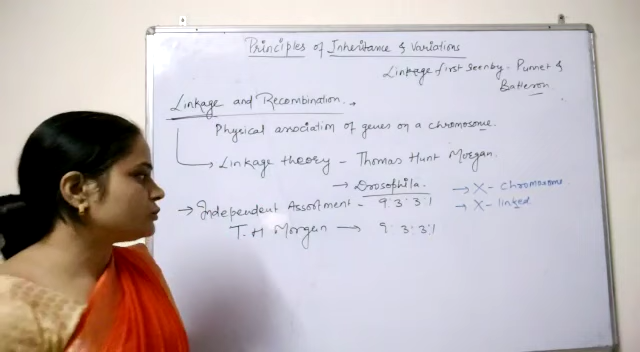 Principles of Inheritance & Variations
Linkage first seen by - Punnet &
Batteson
Linkage and Recombination →
Physical association of genes on a chromosome.
→ Linkage theory - Thomas Hunt Morgan.
→ Drosophila.
→ X - chromosome
→ Independent Assortment - 9:3:3:1
→ X - linked
T. H Morgan → 9:3:3:1